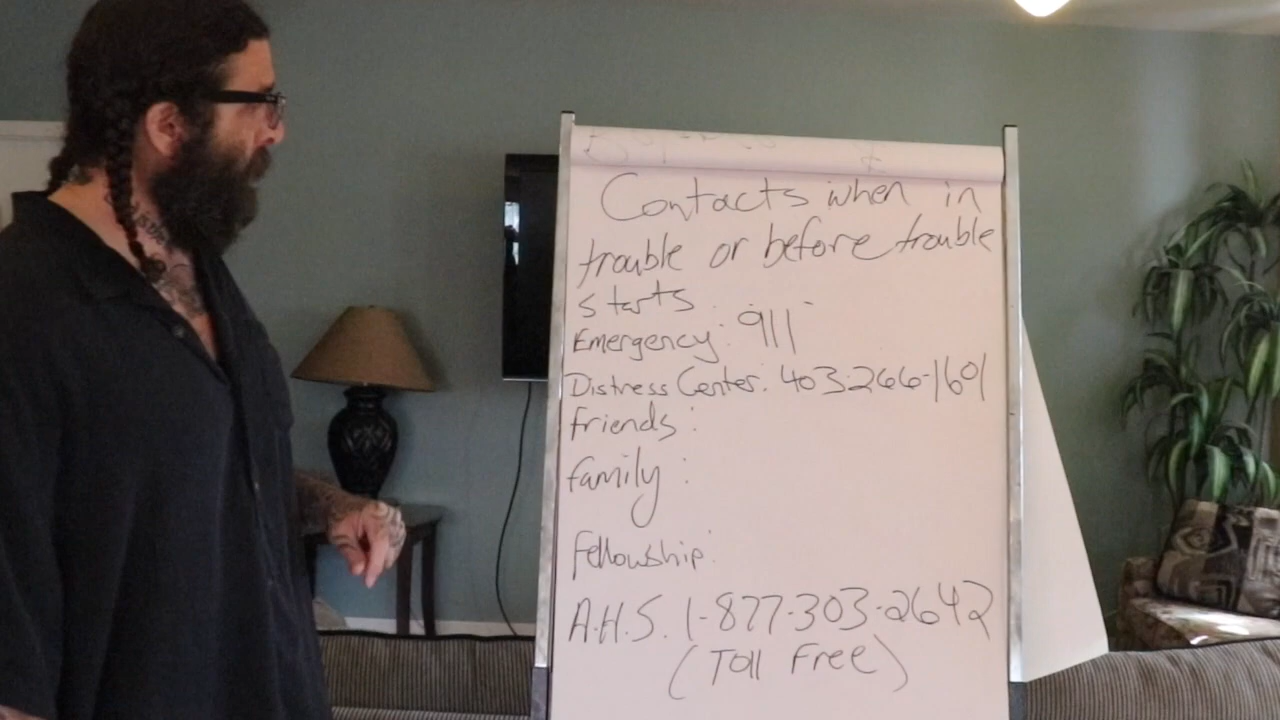 Contacts when in
trouble or before trouble
starts
Emergency: 911
Distress Center: 403-266-1601
friends:
family:
fellowship:
A.H.S. 1-877-303-2642
(Toll Free)